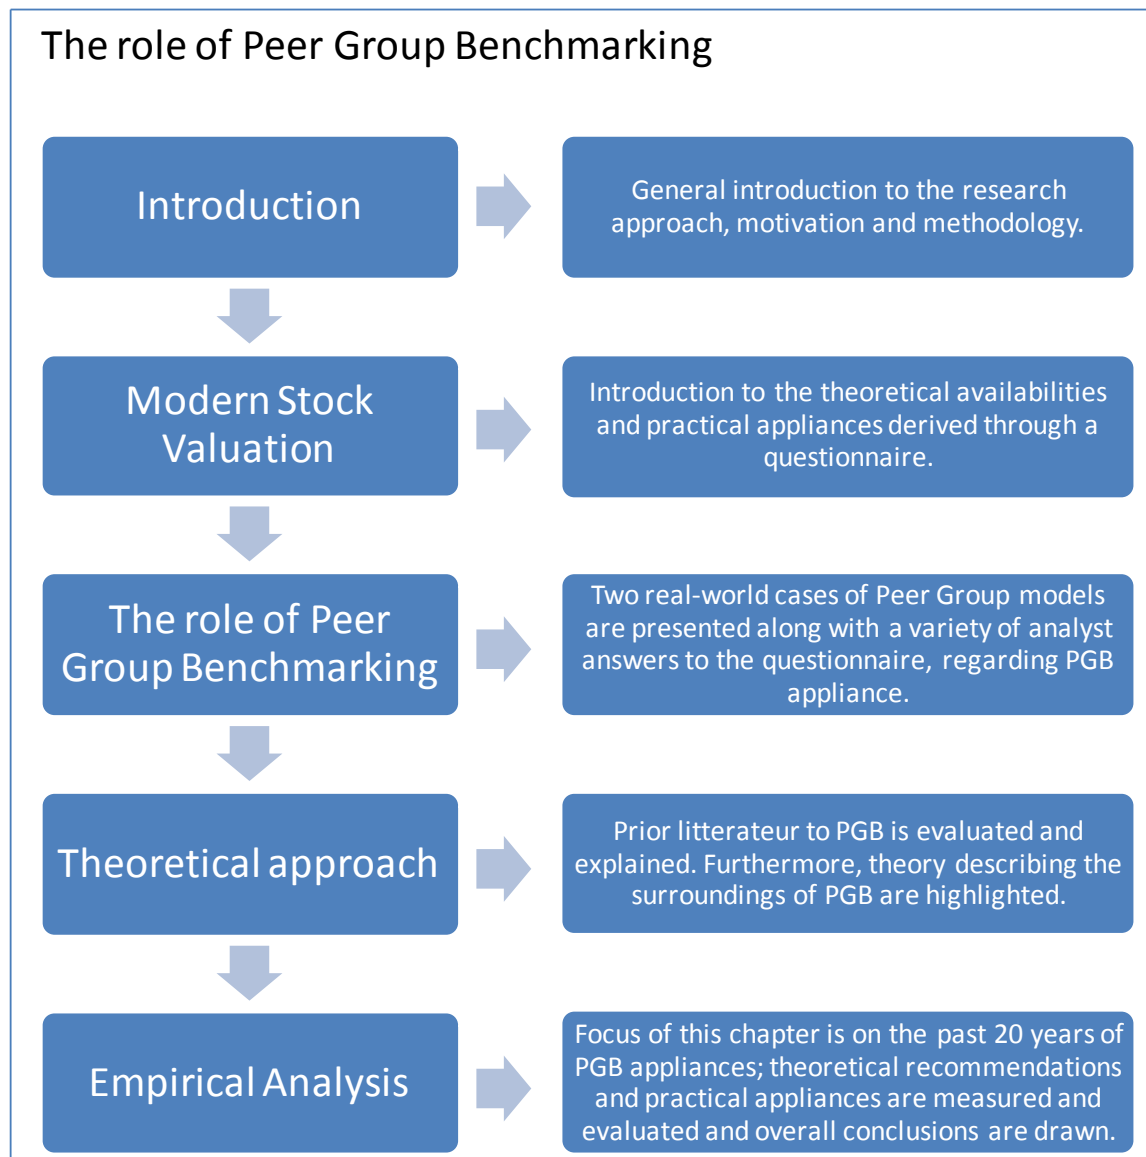 The role of Peer Group Benchmarking
Introduction
General introduction to the research
approach, motivation and methodology.
Modern Stock
Valuation
Introduction to the theoretical availabilities
and practical appliances derived through a
questionnaire.
The role of Peer
Group Benchmarking
Two real-world cases of Peer Group models
are presented along with a variety of analyst
answers to the questionnaire, regarding PGB
appliance.
Theoretical approach
Prior litterateur to PGB is evaluated and
explained. Furthermore, theory describing the
surroundings of PGB are highlighted.
Empirical Analysis
Focus of this chapter is on the past 20 years of
PGB appliances; theoretical recommendations
and practical appliances are measured and
evaluated and overall conclusions are drawn.